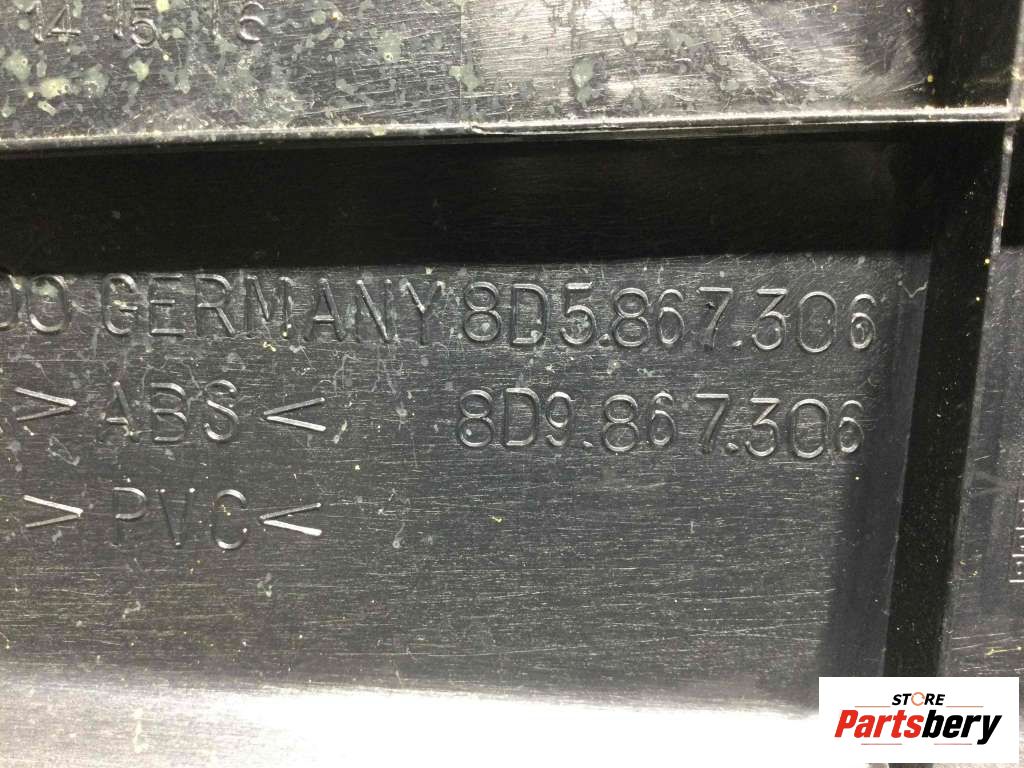 14 15 16
GERMANY 8D5.867.306
> ABS < 8D9.867.306
> PVC <
STORE
Partsbery